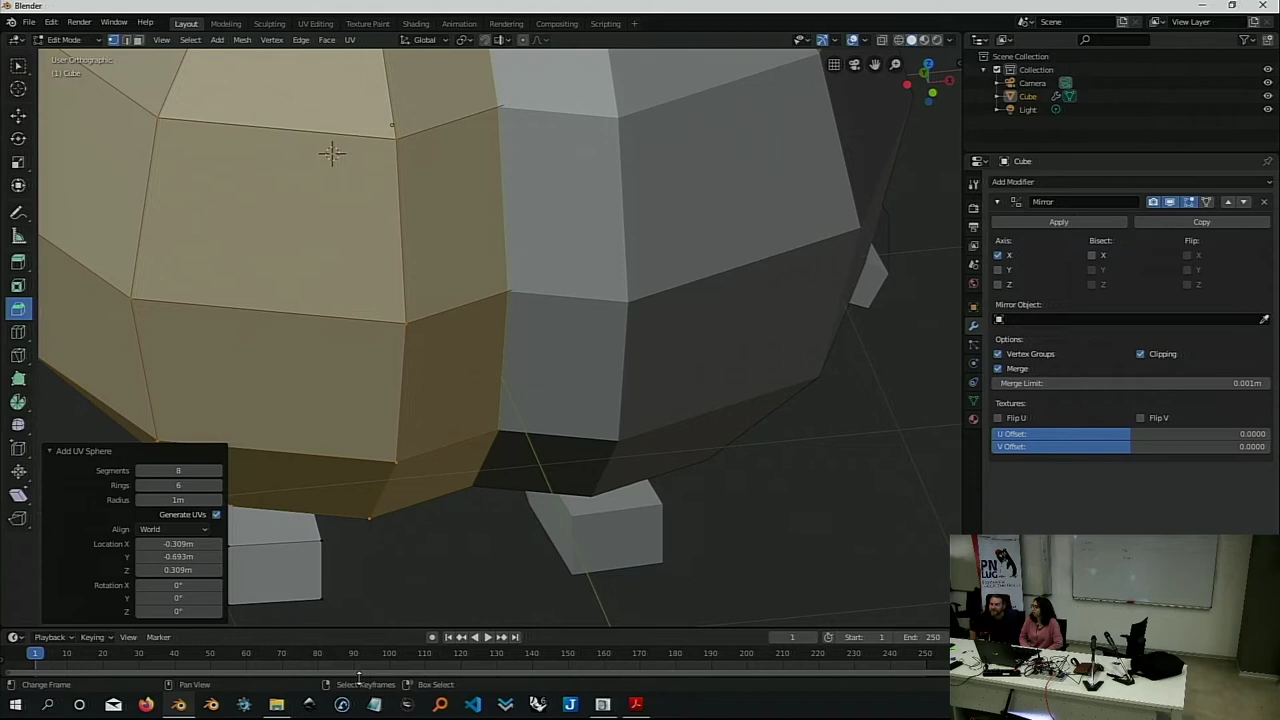 Blender
File Edit Render Window Help Layout Modeling Sculpting UV Editing Texture Paint Shading Animation Rendering Compositing Scripting + Scene View Layer
Edit Mode View Select Add Mesh Vertex Edge Face UV Global
User Orthographic
(1) Cube
Scene Collection
Collection
Camera
Cube
Light
Cube
Add Modifier
Mirror
Apply Copy
Axis: Bisect: Flip:
X X X
Y Y Y
Z Z Z
Mirror Object:
Options:
Vertex Groups Clipping
Merge
Merge Limit: 0.001m
Textures:
Flip U Flip V
U Offset: 0.0000
V Offset: 0.0000
Add UV Sphere
Segments 8
Rings 6
Radius 1m
Generate UVs
Align World
Location X -0.309m
Y -0.693m
Z 0.309m
Rotation X 0°
Y 0°
Z 0°
PN
LUG
Playback Keying View Marker 1 Start: 1 End: 250
1 10 20 30 40 50 60 70 80 90 100 110 120 130 140 150 160 170 180 190 200 210 220 230 240 250
Change Frame Pan View Select Keyframes Box Select